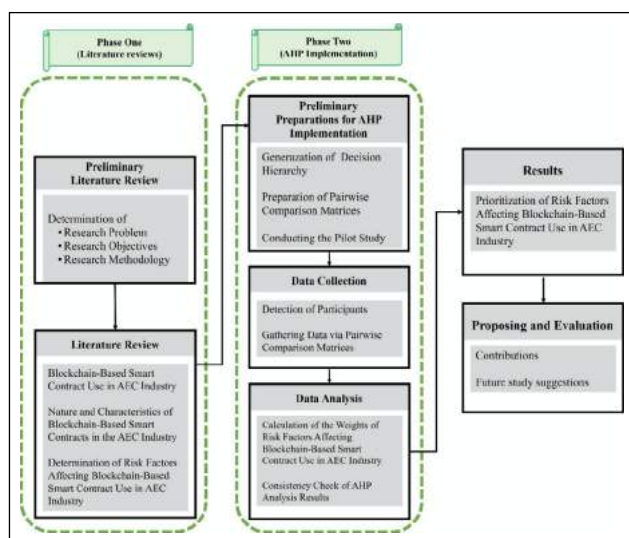 Phase One
(Literature reviews)
Preliminary
Literature Review
Determination of
• Research Problem
• Research Objectives
• Research Methodology
Literature Review
Blockchain-Based Smart
Contract Use in AEC Industry
Nature and Characteristics of
Blockchain-Based Smart
Contracts in the AEC Industry
Determination of Risk Factors
Affecting Blockchain-Based
Smart Contract Use in AEC
Industry
Phase Two
(AHP Implementation)
Preliminary
Preparations for AHP
Implementation
Generazation of Decision
Hierarchy
Preparation of Pairwise
Comparison Matrices
Conducting the Pilot Study
Data Collection
Detection of Participants
Gathering Data via Pairwise
Comparison Matrices
Data Analysis
Calculation of the Weights of
Risk Factors Affecting
Blockchain-Based Smart
Contract Use in AEC Industry
Consistency Check of AHP
Analysis Results
Results
Prioritization of Risk Factors
Affecting Blockchain-Based
Smart Contract Use in AEC
Industry
Proposing and Evaluation
Contributions
Future study suggestions